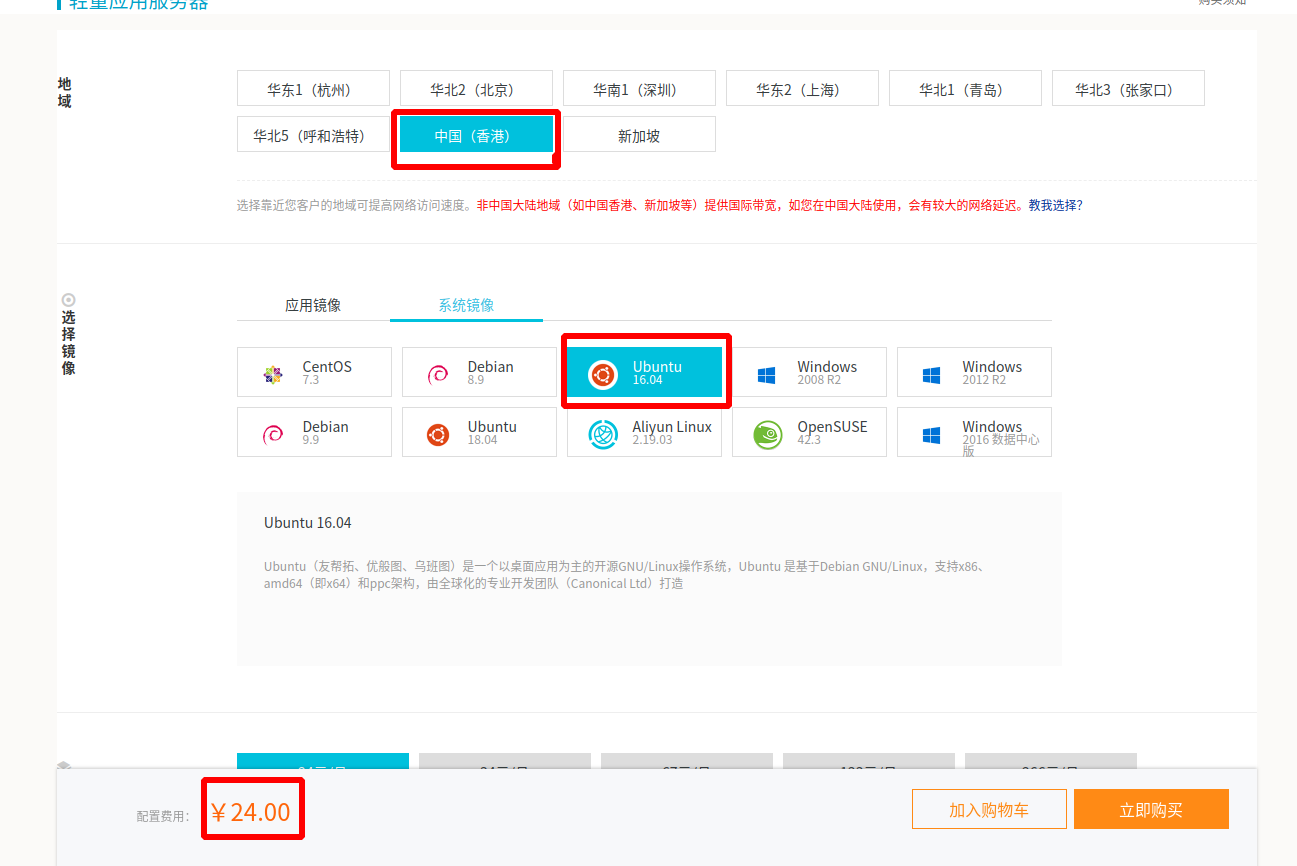 轻量应用服务器
购买须知
地域
华东1（杭州）
华北2（北京）
华南1（深圳）
华东2（上海）
华北1（青岛）
华北3（张家口）
华北5（呼和浩特）
中国（香港）
新加坡
选择靠近您客户的地域可提高网络访问速度。非中国大陆地域（如中国香港、新加坡等）提供国际带宽，如您在中国大陆使用，会有较大的网络延迟。教我选择?
选择镜像
应用镜像
系统镜像
CentOS
7.3
Debian
8.9
Ubuntu
16.04
Windows
2008 R2
Windows
2012 R2
Debian
9.9
Ubuntu
18.04
Aliyun Linux
2.19.03
OpenSUSE
42.3
Windows
2016 数据中心
版
Ubuntu 16.04
Ubuntu（友帮拓、优般图、乌班图）是一个以桌面应用为主的开源GNU/Linux操作系统，Ubuntu 是基于Debian GNU/Linux，支持x86、
amd64（即x64）和ppc架构，由全球化的专业开发团队（Canonical Ltd）打造
配置费用：
￥24.00
加入购物车
立即购买